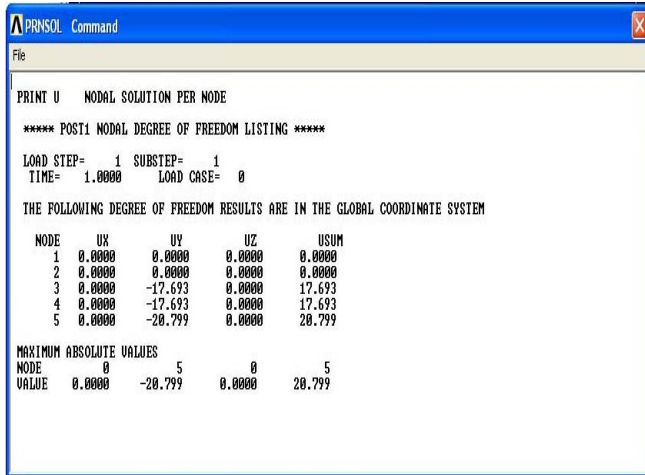 PRNSOL Command
File
PRINT U NODAL SOLUTION PER NODE
***** POST1 NODAL DEGREE OF FREEDOM LISTING *****
LOAD STEP= 1 SUBSTEP= 1
TIME= 1.0000 LOAD CASE= 0
THE FOLLOWING DEGREE OF FREEDOM RESULTS ARE IN THE GLOBAL COORDINATE SYSTEM
NODE UX UY UZ USUM
1 0.0000 0.0000 0.0000 0.0000
2 0.0000 0.0000 0.0000 0.0000
3 0.0000 -17.693 0.0000 17.693
4 0.0000 -17.693 0.0000 17.693
5 0.0000 -20.799 0.0000 20.799
MAXIMUM ABSOLUTE VALUES
NODE 0 5 0 5
VALUE 0.0000 -20.799 0.0000 20.799